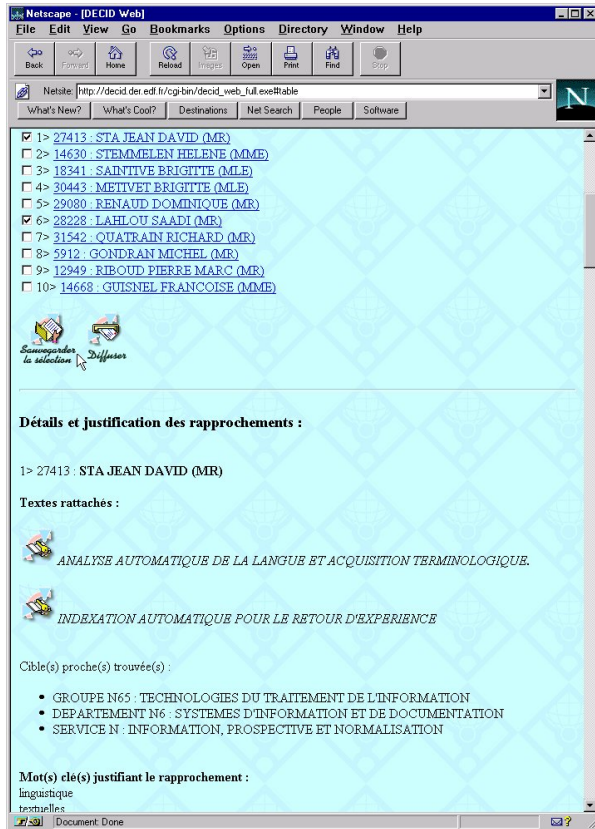 Netscape - [DECID Web]
File Edit View Go Bookmarks Options Directory Window Help
Back Forward Home Reload Images Open Print Find Stop
Netsite: http://decid.der.edf.fr/cgi-bin/decid_web_full.exe#table
N
What's New? What's Cool? Destinations Net Search People Software
1> 27413 : STA JEAN DAVID (MR)
2> 14630 : STEMMELEN HELENE (MME)
3> 18341 : SAINTIVE BRIGITTE (MLE)
4> 30443 : METIVET BRIGITTE (MLE)
5> 29080 : RENAUD DOMINIQUE (MR)
6> 28228 : LAHLOU SAADI (MR)
7> 31542 : QUATRAIN RICHARD (MR)
8> 5912 : GONDRAN MICHEL (MR)
9> 12949 : RIBOUD PIERRE MARC (MR)
10> 14668 : GUISNEL FRANCOISE (MME)
Sauvegarder la sélection Diffuser
Détails et justification des rapprochements :
1> 27413 : STA JEAN DAVID (MR)
Textes rattachés :
ANALYSE AUTOMATIQUE DE LA LANGUE ET ACQUISITION TERMINOLOGIQUE.
INDEXATION AUTOMATIQUE POUR LE RETOUR D'EXPERIENCE
Cible(s) proche(s) trouvée(s) :
• GROUPE N65 : TECHNOLOGIES DU TRAITEMENT DE L'INFORMATION
• DEPARTEMENT N6 : SYSTEMES D'INFORMATION ET DE DOCUMENTATION
• SERVICE N : INFORMATION, PROSPECTIVE ET NORMALISATION
Mot(s) clé(s) justifiant le rapprochement :
linguistique
textuelles
Document: Done